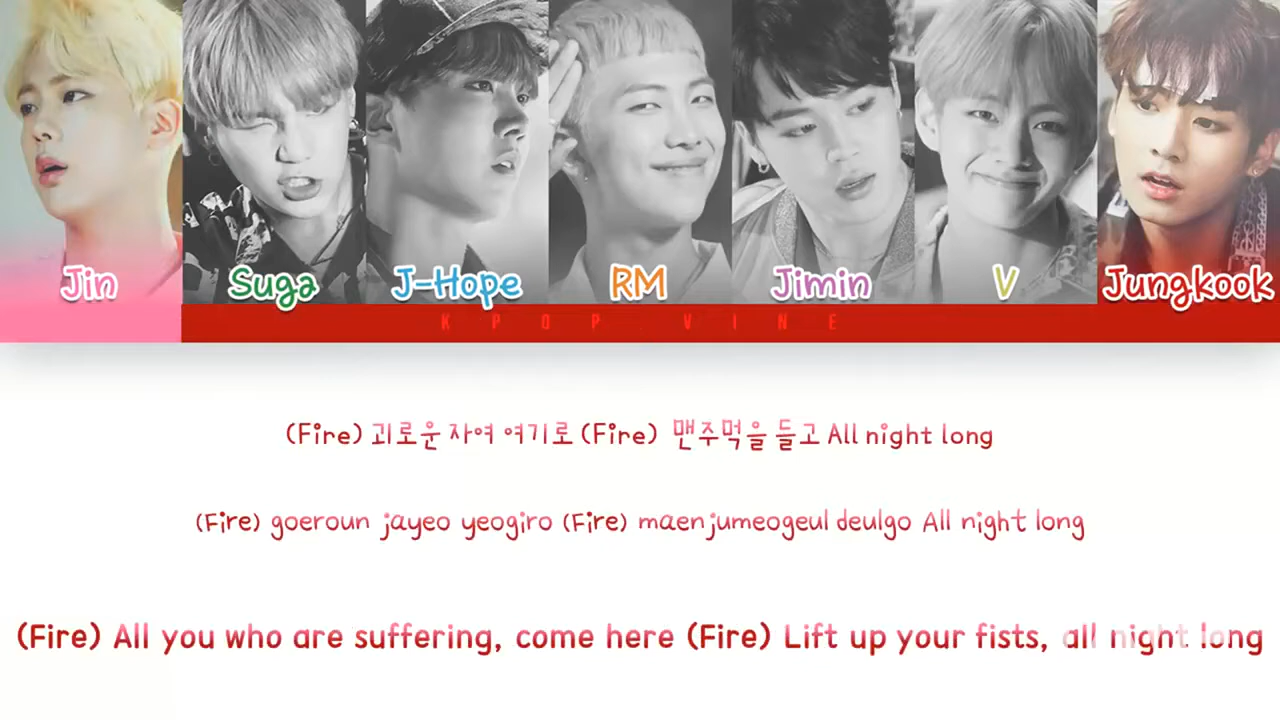 Jin Suga J-Hope RM Jimin V Jungkook
KPOP VINE
(Fire) 괴로운 자여 여기로 (Fire) 맨주먹을 들고 All night long
(Fire) goeroun jayeo yeogiro (Fire) maenjumeogeul deulgo All night long
(Fire) All you who are suffering, come here (Fire) Lift up your fists, all night long